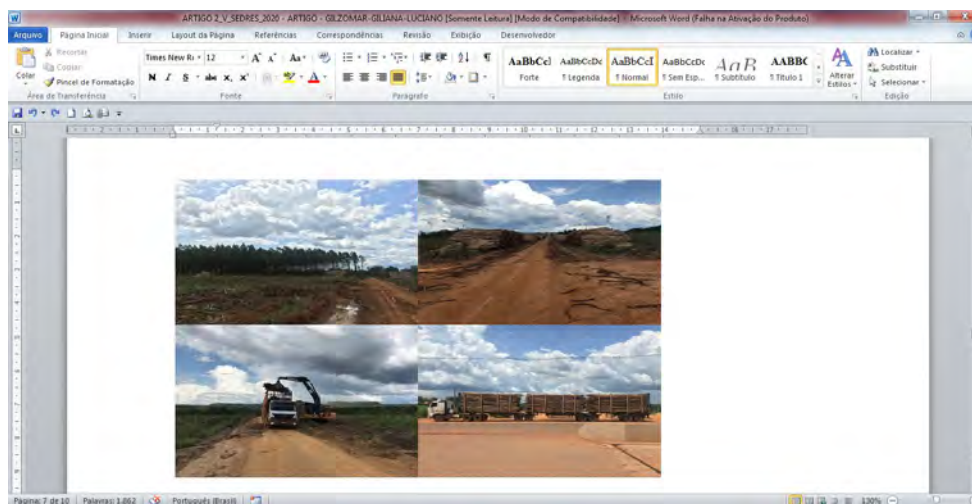 ARTIGO 2_V_SEDRES_2020 - ARTIGO - GILZOMAR-GILIANA-LUCIANO [Somente Leitura] [Modo de Compatibilidade] - Microsoft Word (Falha na Ativação do Produto)
Arquivo Página Inicial Inserir Layout da Página Referências Correspondências Revisão Exibição Desenvolvedor
Colar
Recortar
Copiar
Pincel de Formatação
Área de Transferência
Times New Ro 12
N I S abc x, x²
Fonte
Parágrafo
AaBbCcI AaBbCcDc AaBbCcI AaBbCcDc AaB AABBC
Forte Legenda Normal Sem Esp... Subtítulo Título 1
Alterar Estilos
Estilo
Localizar
Substituir
Selecionar
Edição
Página: 7 de 10 Palavras: 1.862 Português (Brasil) 130%